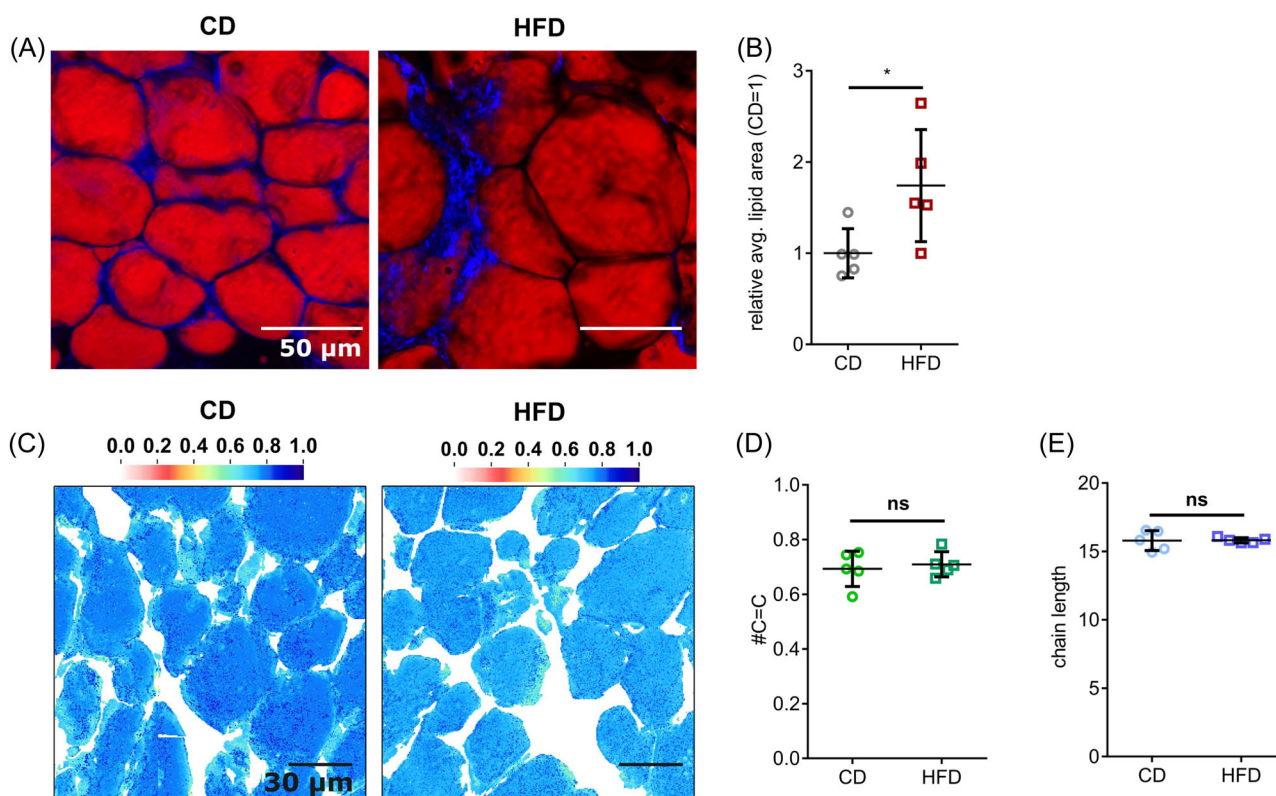 (A)
CD
HFD
50 µm
(B)
relative avg. lipid area (CD=1)
*
3
2
1
0
CD
HFD
(C)
CD
HFD
0.0 0.2 0.4 0.6 0.8 1.0
0.0 0.2 0.4 0.6 0.8 1.0
30 µm
(D)
#C=C
ns
1.0
0.8
0.6
0.4
0.2
0.0
CD
HFD
(E)
chain length
ns
20
15
10
5
0
CD
HFD